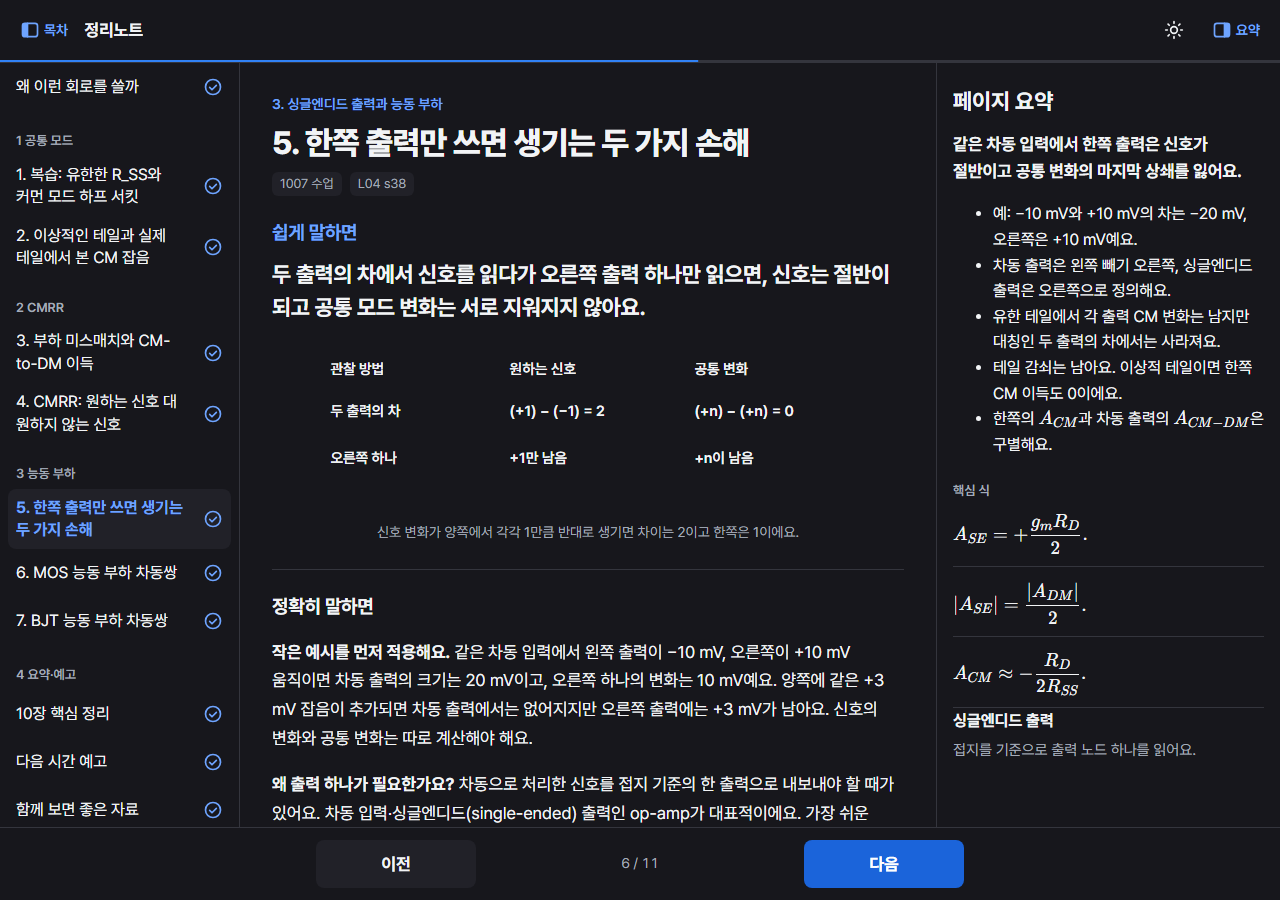 목차 정리노트 요약
왜 이런 회로를 쓸까
1 공통 모드
1. 복습: 유한한 R_SS와
커먼 모드 하프 서킷
2. 이상적인 테일과 실제
테일에서 본 CM 잡음
2 CMRR
3. 부하 미스매치와 CM-
to-DM 이득
4. CMRR: 원하는 신호 대
원하지 않는 신호
3 능동 부하
5. 한쪽 출력만 쓰면 생기는
두 가지 손해
6. MOS 능동 부하 차동쌍
7. BJT 능동 부하 차동쌍
4 요약·예고
10장 핵심 정리
다음 시간 예고
함께 보면 좋은 자료
3. 싱글엔디드 출력과 능동 부하
5. 한쪽 출력만 쓰면 생기는 두 가지 손해
1007 수업 L04 s38
쉽게 말하면
두 출력의 차에서 신호를 읽다가 오른쪽 출력 하나만 읽으면, 신호는 절반이
되고 공통 모드 변화는 서로 지워지지 않아요.
관찰 방법 원하는 신호 공통 변화
두 출력의 차 (+1) − (−1) = 2 (+n) − (+n) = 0
오른쪽 하나 +1만 남음 +n이 남음
신호 변화가 양쪽에서 각각 1만큼 반대로 생기면 차이는 2이고 한쪽은 1이에요.
정확히 말하면
작은 예시를 먼저 적용해요. 같은 차동 입력에서 왼쪽 출력이 −10 mV, 오른쪽이 +10 mV
움직이면 차동 출력의 크기는 20 mV이고, 오른쪽 하나의 변화는 10 mV예요. 양쪽에 같은 +3
mV 잡음이 추가되면 차동 출력에서는 없어지지만 오른쪽 출력에는 +3 mV가 남아요. 신호의
변화와 공통 변화는 따로 계산해야 해요.
왜 출력 하나가 필요한가요? 차동으로 처리한 신호를 접지 기준의 한 출력으로 내보내야 할 때가
있어요. 차동 입력·싱글엔디드(single-ended) 출력인 op-amp가 대표적이에요. 가장 쉬운
페이지 요약
같은 차동 입력에서 한쪽 출력은 신호가
절반이고 공통 변화의 마지막 상쇄를 잃어요.
• 예: −10 mV와 +10 mV의 차는 −20 mV,
오른쪽은 +10 mV예요.
• 차동 출력은 왼쪽 빼기 오른쪽, 싱글엔디드
출력은 오른쪽으로 정의해요.
• 유한 테일에서 각 출력 CM 변화는 남지만
대칭인 두 출력의 차에서는 사라져요.
• 테일 감쇠는 남아요. 이상적 테일이면 한쪽
CM 이득도 0이에요.
• 한쪽의 A_{CM}과 차동 출력의 A_{CM−DM}은
구별해요.
핵심 식
A_{SE} = +\frac{g_m R_D}{2}.
|A_{SE}| = \frac{|A_{DM}|}{2}.
A_{CM} ≈ −\frac{R_D}{2R_{SS}}.
싱글엔디드 출력
접지를 기준으로 출력 노드 하나를 읽어요.
이전 6 / 11 다음